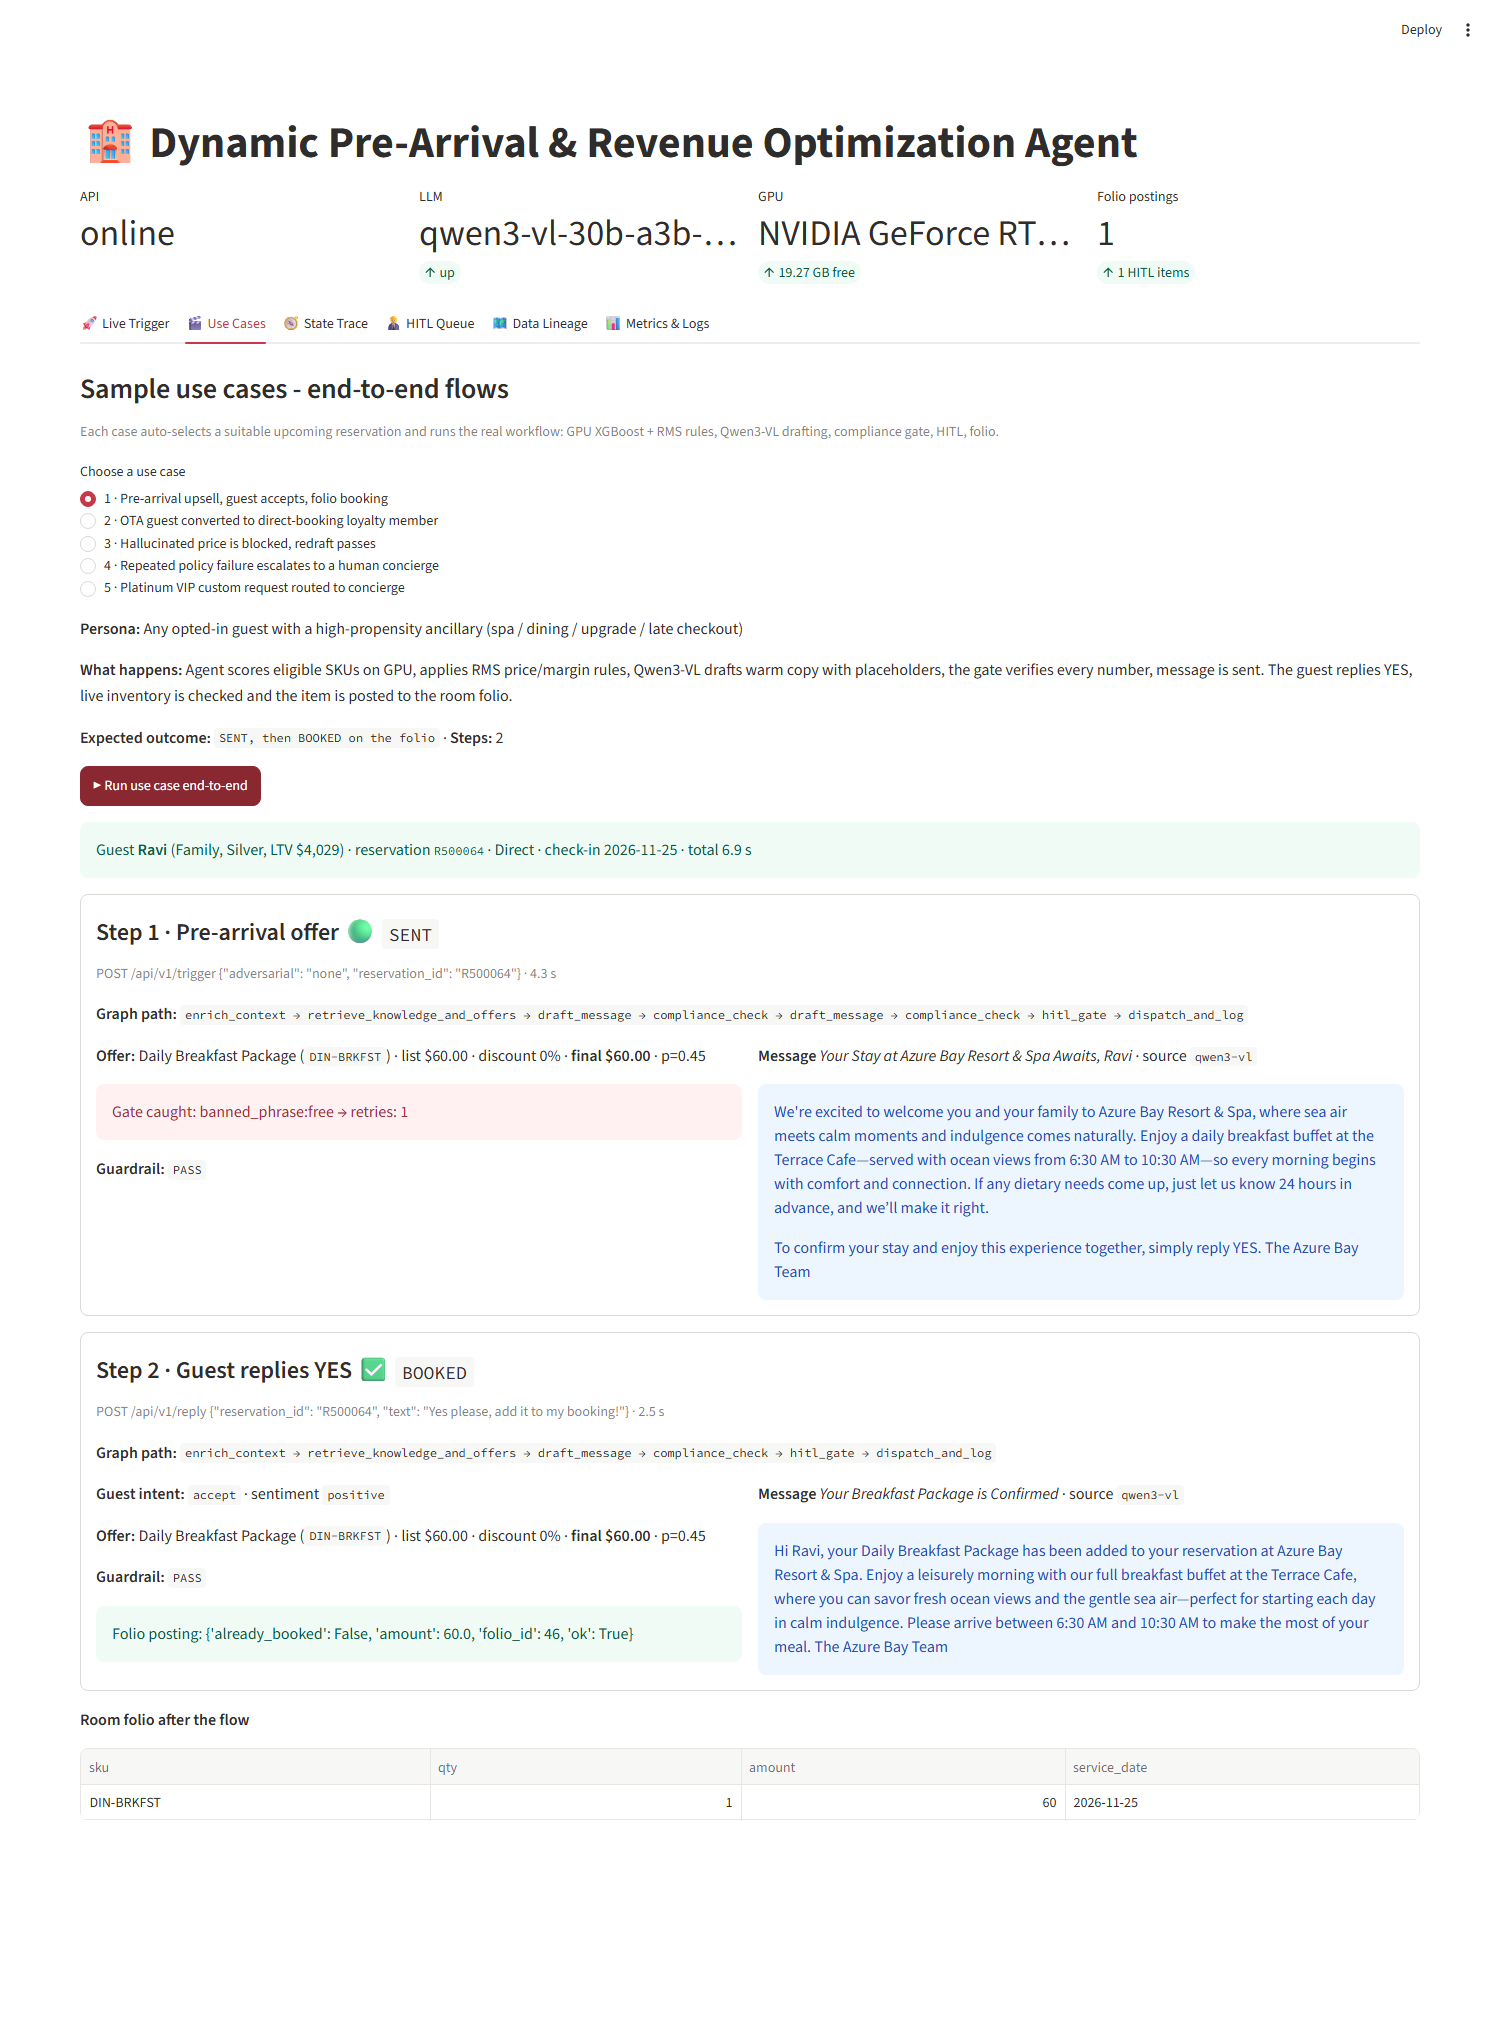 Deploy
🏨 Dynamic Pre-Arrival & Revenue Optimization Agent
API
LLM
GPU
Folio postings
online
qwen3-vl-30b-a3b-…
NVIDIA GeForce RT…
1
↑ up
↑ 19.27 GB free
↑ 1 HITL items
🚀 Live Trigger
🎬 Use Cases
🧭 State Trace
HITL Queue
🗺️ Data Lineage
📊 Metrics & Logs
Sample use cases - end-to-end flows
Each case auto-selects a suitable upcoming reservation and runs the real workflow: GPU XGBoost + RMS rules, Qwen3-VL drafting, compliance gate, HITL, folio.
Choose a use case
1 · Pre-arrival upsell, guest accepts, folio booking
2 · OTA guest converted to direct-booking loyalty member
3 · Hallucinated price is blocked, redraft passes
4 · Repeated policy failure escalates to a human concierge
5 · Platinum VIP custom request routed to concierge
Persona: Any opted-in guest with a high-propensity ancillary (spa / dining / upgrade / late checkout)
What happens: Agent scores eligible SKUs on GPU, applies RMS price/margin rules, Qwen3-VL drafts warm copy with placeholders, the gate verifies every number, message is sent. The guest replies YES,
live inventory is checked and the item is posted to the room folio.
Expected outcome: SENT, then BOOKED on the folio · Steps: 2
▶ Run use case end-to-end
Guest Ravi (Family, Silver, LTV $4,029) · reservation R500064 · Direct · check-in 2026-11-25 · total 6.9 s
Step 1 · Pre-arrival offer 🟢 SENT
POST /api/v1/trigger {"adversarial": "none", "reservation_id": "R500064"} · 4.3 s
Graph path: enrich_context → retrieve_knowledge_and_offers → draft_message → compliance_check → draft_message → compliance_check → hitl_gate → dispatch_and_log
Offer: Daily Breakfast Package ( DIN-BRKFST ) · list $60.00 · discount 0% · final $60.00 · p=0.45
Gate caught: banned_phrase:free → retries: 1
Guardrail: PASS
Message Your Stay at Azure Bay Resort & Spa Awaits, Ravi · source qwen3-vl
We're excited to welcome you and your family to Azure Bay Resort & Spa, where sea air
meets calm moments and indulgence comes naturally. Enjoy a daily breakfast buffet at the
Terrace Cafe—served with ocean views from 6:30 AM to 10:30 AM—so every morning begins
with comfort and connection. If any dietary needs come up, just let us know 24 hours in
advance, and we’ll make it right.
To confirm your stay and enjoy this experience together, simply reply YES. The Azure Bay
Team
Step 2 · Guest replies YES ✅ BOOKED
POST /api/v1/reply {"reservation_id": "R500064", "text": "Yes please, add it to my booking!"} · 2.5 s
Graph path: enrich_context → retrieve_knowledge_and_offers → draft_message → compliance_check → hitl_gate → dispatch_and_log
Guest intent: accept · sentiment positive
Offer: Daily Breakfast Package ( DIN-BRKFST ) · list $60.00 · discount 0% · final $60.00 · p=0.45
Guardrail: PASS
Folio posting: {'already_booked': False, 'amount': 60.0, 'folio_id': 46, 'ok': True}
Message Your Breakfast Package is Confirmed · source qwen3-vl
Hi Ravi, your Daily Breakfast Package has been added to your reservation at Azure Bay
Resort & Spa. Enjoy a leisurely morning with our full breakfast buffet at the Terrace Cafe,
where you can savor fresh ocean views and the gentle sea air—perfect for starting each day
in calm indulgence. Please arrive between 6:30 AM and 10:30 AM to make the most of your
meal. The Azure Bay Team
Room folio after the flow
sku
qty
amount
service_date
DIN-BRKFST
1
60
2026-11-25